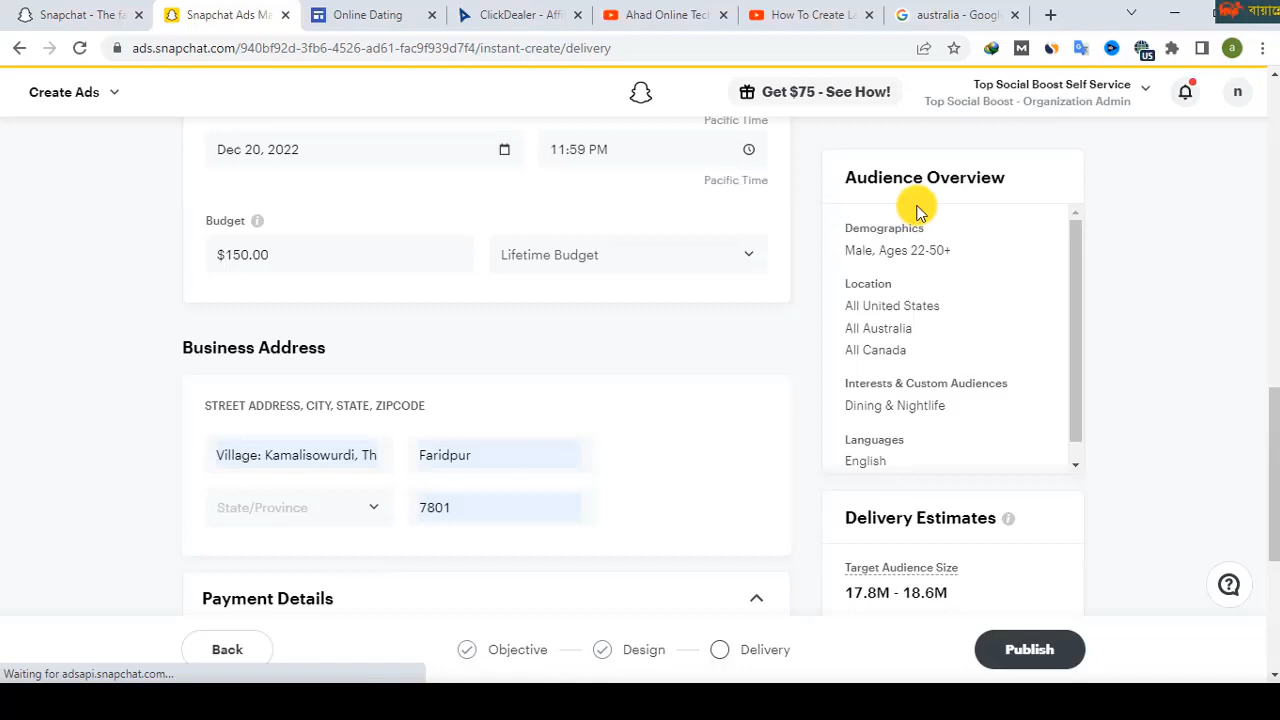 Snapchat - The fa
Snapchat Ads Ma
Online Dating
ClickDealer - Affi
Ahad Online Tec
How To Create La
australia - Googl
ads.snapchat.com/940bf92d-3fb6-4526-ad61-fac9f939d7f4/instant-create/delivery
US
Create Ads
Get $75 - See How!
Top Social Boost Self Service
Top Social Boost - Organization Admin
n
Pacific Time
Dec 20, 2022
11:59 PM
Pacific Time
Budget
$150.00
Lifetime Budget
Business Address
STREET ADDRESS, CITY, STATE, ZIPCODE
Village: Kamalisowurdi, Th
Faridpur
State/Province
7801
Payment Details
Audience Overview
Demographics
Male, Ages 22-50+
Location
All United States
All Australia
All Canada
Interests & Custom Audiences
Dining & Nightlife
Languages
English
Delivery Estimates
Target Audience Size
17.8M - 18.6M
Back
Objective
Design
Delivery
Publish
Waiting for adsapi.snapchat.com...